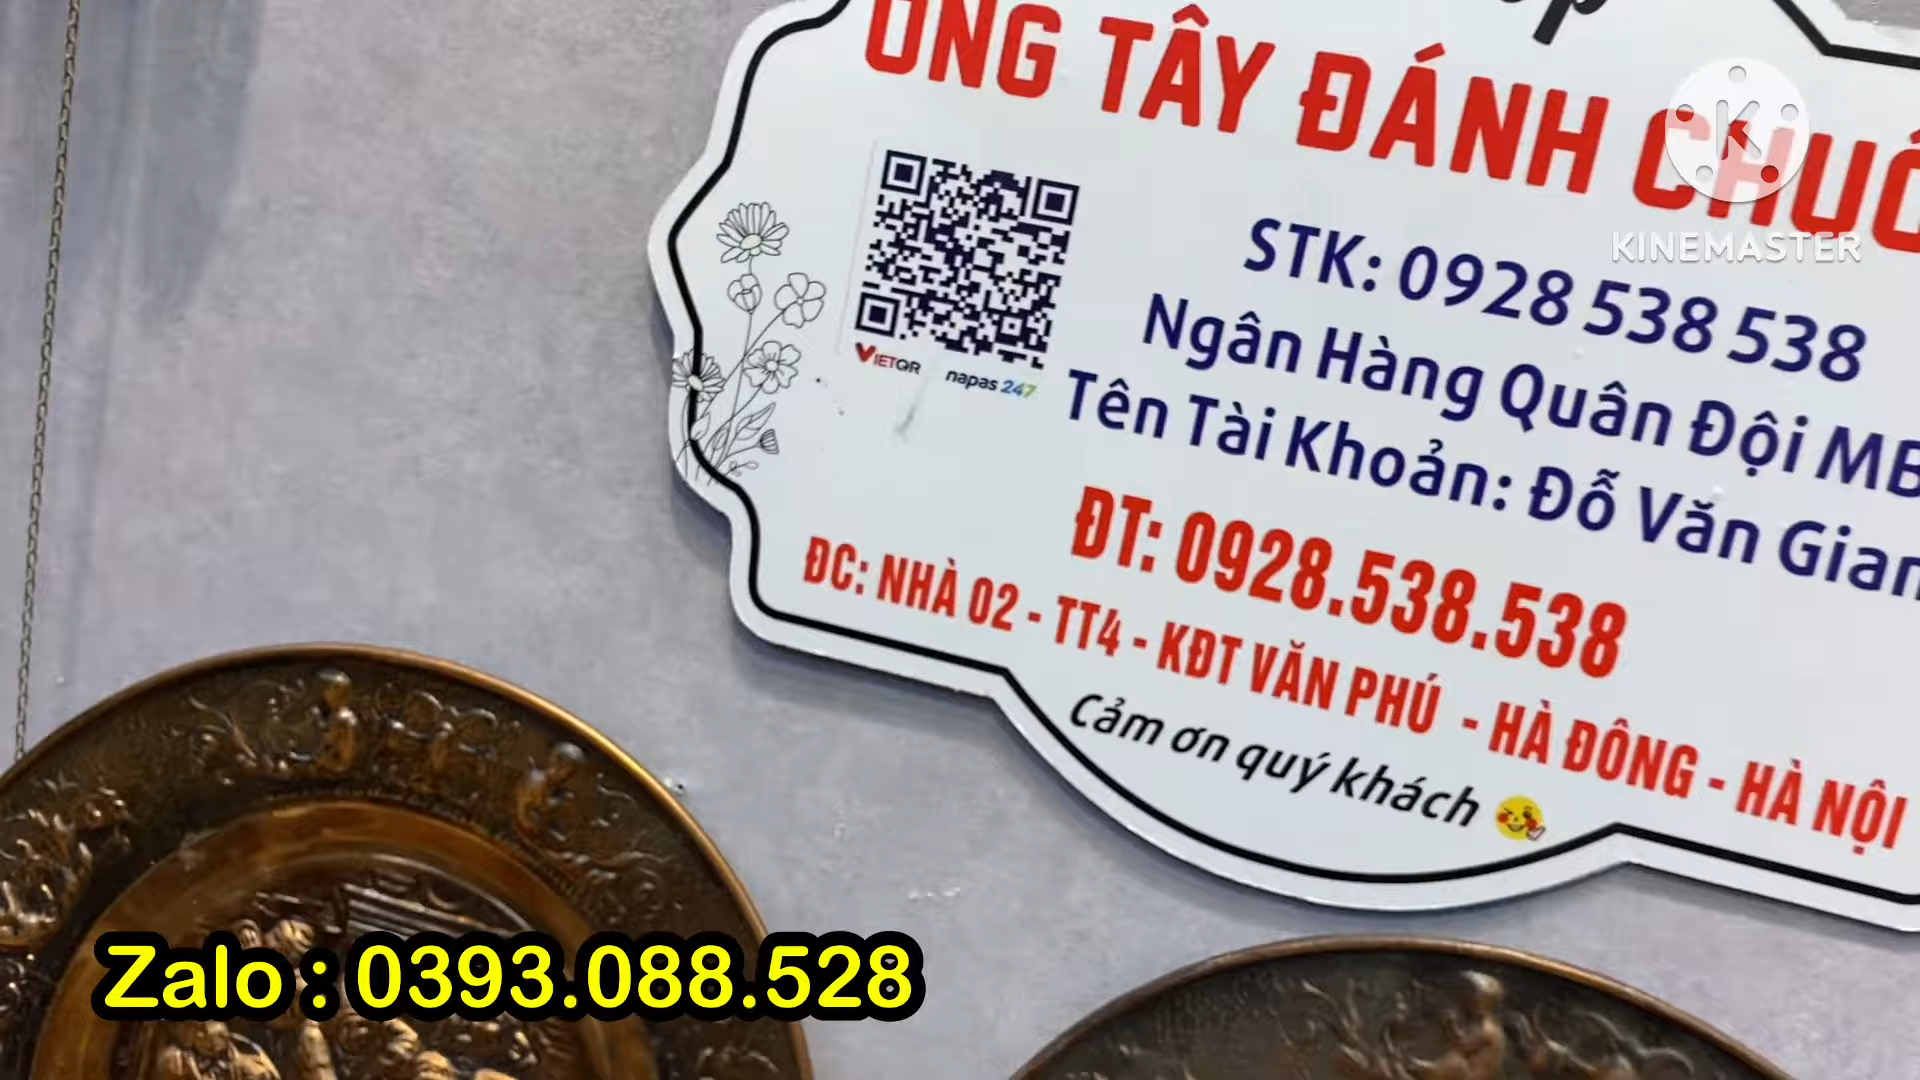 ÔNG TÂY ĐÁNH
KINEMASTER
STK: 0928 538 538
Ngân Hàng Quân Đội MB
Tên Tài Khoản: Đỗ Văn
VIETQR napas 247
ĐT: 0928.538.538
ĐC: NHÀ 02 - TT4 - KĐT VĂN PHÚ - HÀ ĐÔNG - HÀ NỘI
Cảm ơn quý khách
Zalo : 0393.088.528